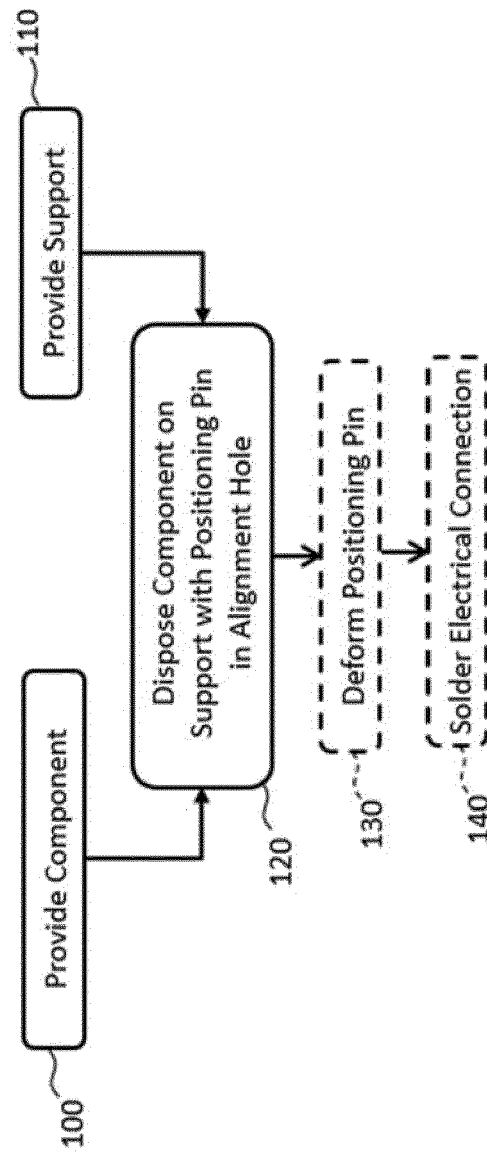 100
Provide Component
Provide Support
110
Dispose Component on
Support with Positioning Pin
in Alignment Hole
120
Deform Positioning Pin
130
Solder Electrical Connection
140